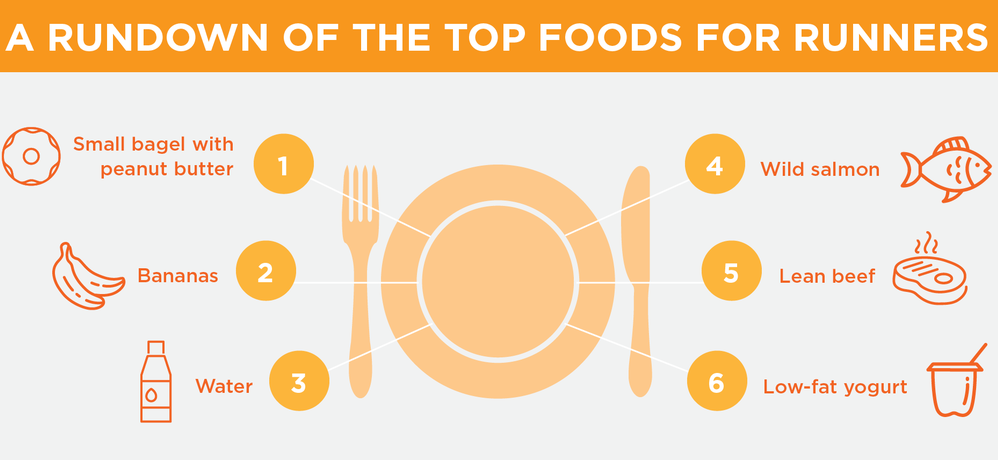 A RUNDOWN OF THE TOP FOODS FOR RUNNERS
Small bagel with
peanut butter
1
Bananas
2
Water
3
4
Wild salmon
5
Lean beef
6
Low-fat yogurt